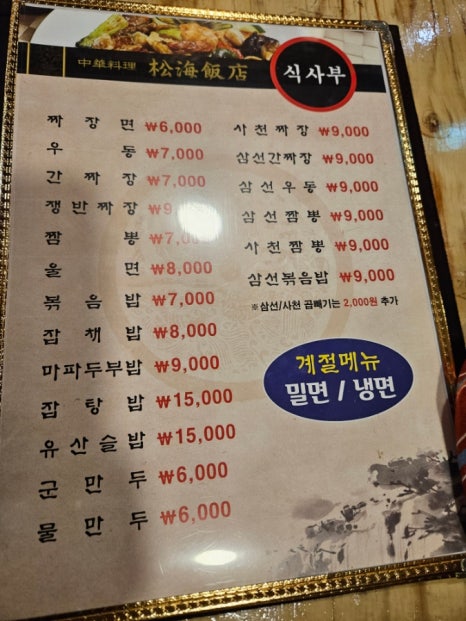 中華料理 松海飯店 식사부
짜장면 ₩6,000
우동 ₩7,000
간짜장 ₩7,000
쟁반짜장 ₩9
짬뽕 ₩7,0
울면 ₩8,000
볶음밥 ₩7,000
잡채밥 ₩8,000
마파두부밥 ₩9,000
잡탕밥 ₩15,000
유산슬밥 ₩15,000
군만두 ₩6,000
물만두 ₩6,000
사천짜장 ₩9,000
삼선간짜장 ₩9,000
삼선우동 ₩9,000
삼선짬뽕 ₩9,000
사천짬뽕 ₩9,000
삼선볶음밥 ₩9,000
※삼선/사천 곱빼기는 2,000원 추가
계절메뉴
밀면 / 냉면